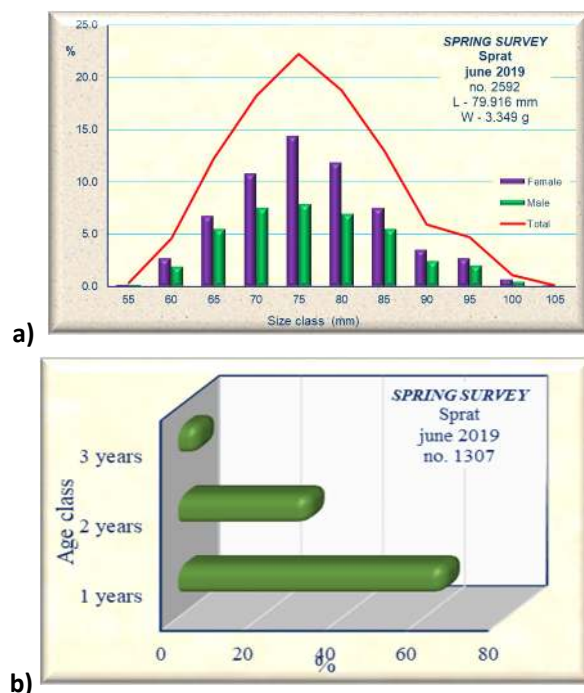 25.0
%
20.0
15.0
10.0
5.0
0.0
SPRING SURVEY
Sprat
june 2019
no. 2592
L - 79.916 mm
W - 3.349 g
Female
Male
Total
55 60 65 70 75 80 85 90 95 100 105
Size class (mm)
a)
SPRING SURVEY
Sprat
june 2019
no. 1307
Age class
3 years
2 years
1 years
0 20 40 60 80
%
b)